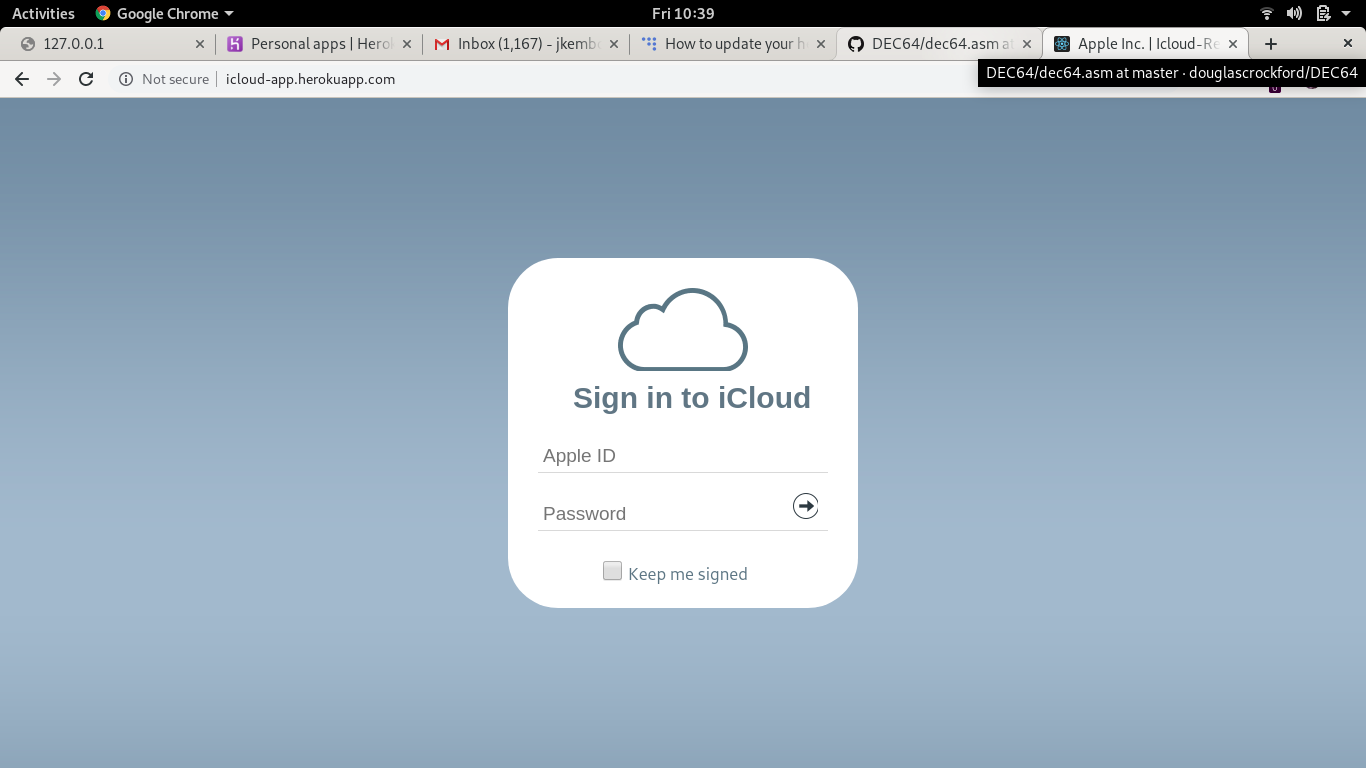 Activities Google Chrome Fri 10:39
127.0.0.1 Personal apps | Hero Inbox (1,167) - jkemb How to update your h DEC64/dec64.asm at Apple Inc. | Icloud-Re
Not secure icloud-app.herokuapp.com
DEC64/dec64.asm at master · douglascrockford/DEC64
Sign in to iCloud
Apple ID
Password
Keep me signed